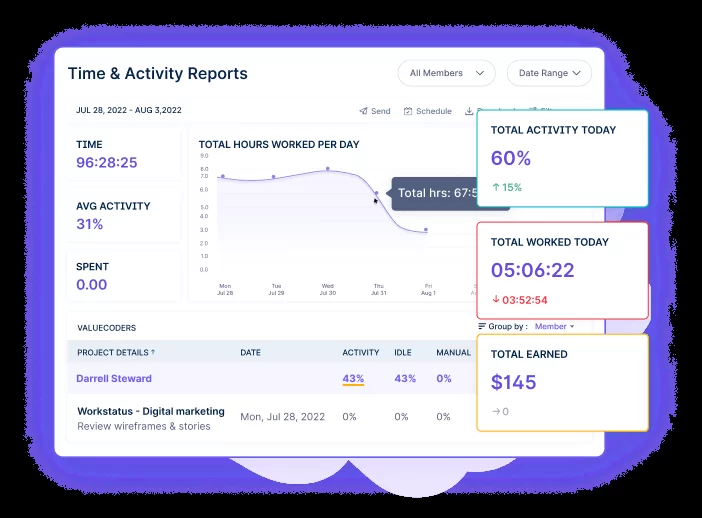 Time & Activity Reports
All Members
Date Range
JUL 28, 2022 - AUG 3,2022
Send
Schedule
TIME
96:28:25
AVG ACTIVITY
31%
SPENT
0.00
TOTAL HOURS WORKED PER DAY
9.0
8.0
7.0
6.0
5.0
4.0
3.0
2.0
1.0
0.0
Total hrs: 67:5
Mon
Jul 28
Tue
Jul 29
Wed
Jul 30
Thu
Jul 31
Fri
Aug 1
TOTAL ACTIVITY TODAY
60%
↑ 15%
TOTAL WORKED TODAY
05:06:22
↓ 03:52:54
TOTAL EARNED
$145
→ 0
VALUECODERS
Group by : Member
PROJECT DETAILS ↑ DATE ACTIVITY IDLE MANUAL
Darrell Steward 43% 43% 0%
Workstatus - Digital marketing Mon, Jul 28, 2022 0% 0% 0%
Review wireframes & stories